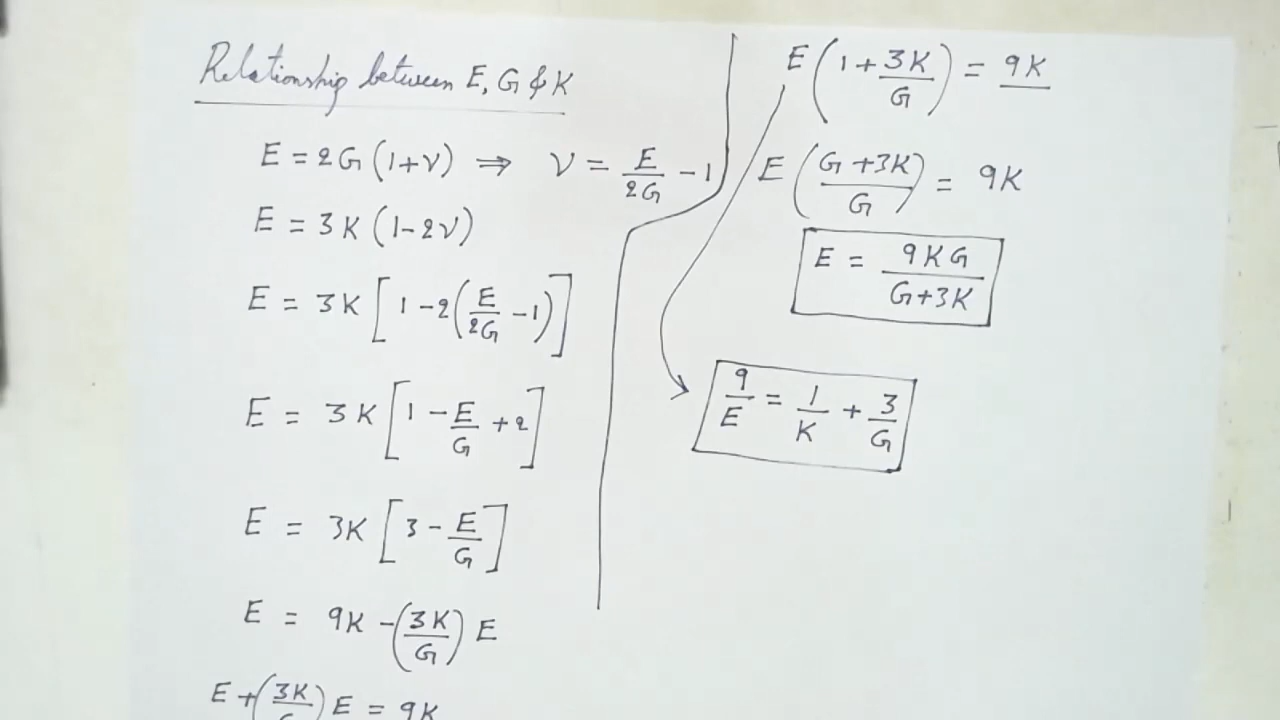 Relationship between E, G & K
E = 2G (1+ν) ⇒ ν = E/2G - 1
E = 3K (1-2ν)
E = 3K [1 - 2(E/2G - 1)]
E = 3K [1 - E/G + 2]
E = 3K [3 - E/G]
E = 9K - (3K/G) E
E + (3K/G) E = 9K
E (1 + 3K/G) = 9K
E (G+3K/G) = 9K
E = 9KG/G+3K
9/E = 1/K + 3/G